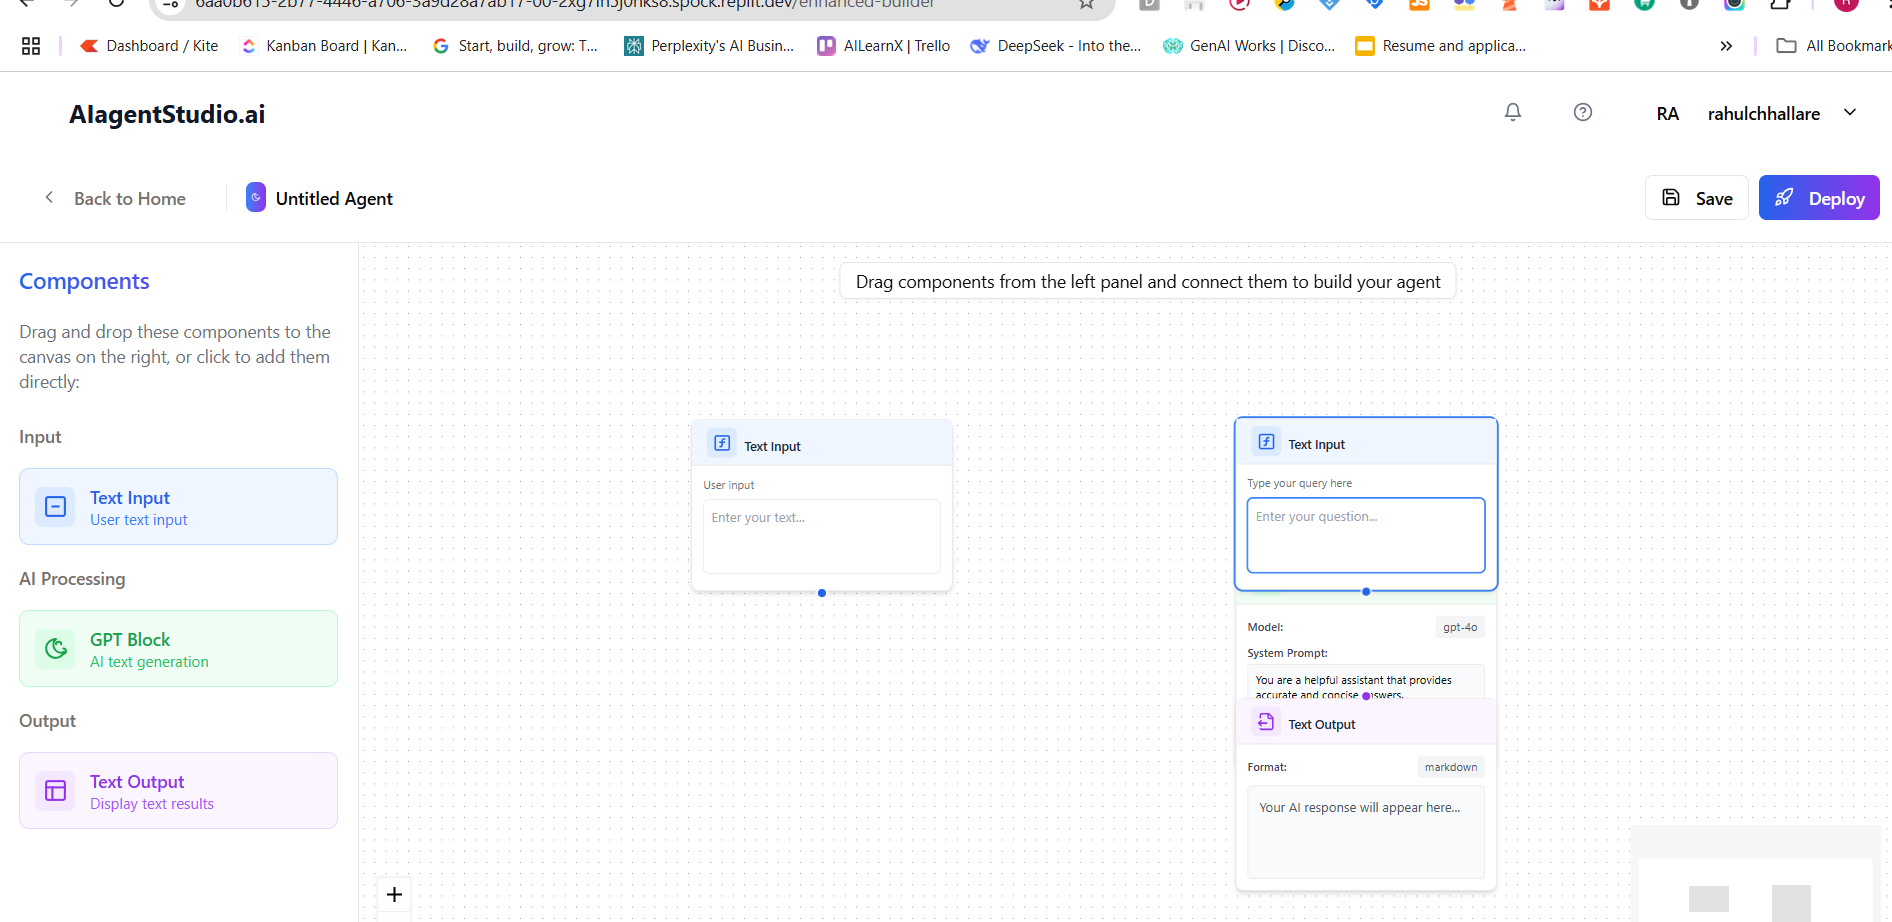 6aa0b615-2b77-4446-a706-3a9d28a7ab17-00-2xg7in5j0nks8.spock.replit.dev/enhanced-builder
Dashboard / Kite
Kanban Board | Kan...
Start, build, grow: T...
Perplexity's AI Busin...
AILearnX | Trello
DeepSeek - Into the...
GenAI Works | Disco...
Resume and applica...
»
All Bookmark
AIagentStudio.ai
RA
rahulchhallare
Back to Home
Untitled Agent
Save
Deploy
Components
Drag and drop these components to the
canvas on the right, or click to add them
directly:
Input
Text Input
User text input
AI Processing
GPT Block
AI text generation
Output
Text Output
Display text results
Drag components from the left panel and connect them to build your agent
Text Input
User input
Enter your text...
Text Input
Type your query here
Enter your question...
Model:
gpt-4o
System Prompt:
You are a helpful assistant that provides
accurate and concise answers.
Text Output
Format:
markdown
Your AI response will appear here...